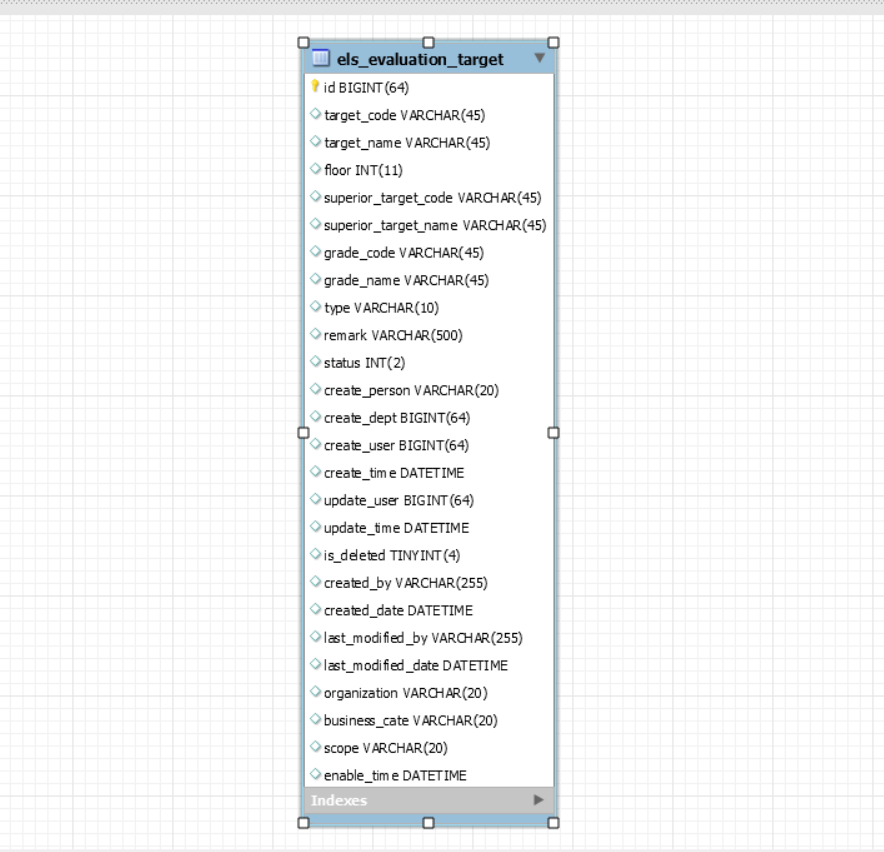 els_evaluation_target
id BIGINT(64)
target_code VARCHAR(45)
target_name VARCHAR(45)
floor INT(11)
superior_target_code VARCHAR(45)
superior_target_name VARCHAR(45)
grade_code VARCHAR(45)
grade_name VARCHAR(45)
type VARCHAR(10)
remark VARCHAR(500)
status INT(2)
create_person VARCHAR(20)
create_dept BIGINT(64)
create_user BIGINT(64)
create_time DATETIME
update_user BIGINT(64)
update_time DATETIME
is_deleted TINYINT(4)
created_by VARCHAR(255)
created_date DATETIME
last_modified_by VARCHAR(255)
last_modified_date DATETIME
organization VARCHAR(20)
business_cate VARCHAR(20)
scope VARCHAR(20)
enable_time DATETIME
Indexes